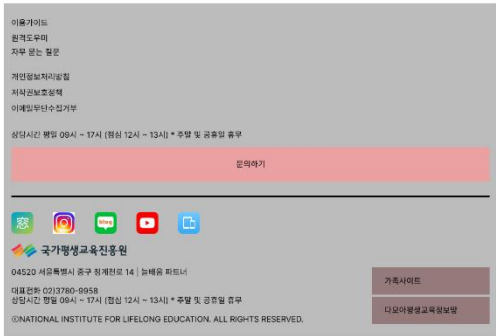 이용가이드
원격도우미
자무 묻는 질문
개인정보처리방침
저작권보호정책
이메일무단수집거부
상담시간 평일 09시 ~ 17시 (점심 12시 ~ 13시) * 주말 및 공휴일 휴무
문의하기
窓
blog
국가평생교육진흥원
04520 서울특별시 중구 청계천로 14 | 늘배움 파트너
대표전화 02)3780-9958
상담시간 평일 09시 ~ 17시 (점심 12시 ~ 13시) * 주말 및 공휴일 휴무
ⓒNATIONAL INSTITUTE FOR LIFELONG EDUCATION. ALL RIGHTS RESERVED.
가족사이트
다모아평생교육정보망